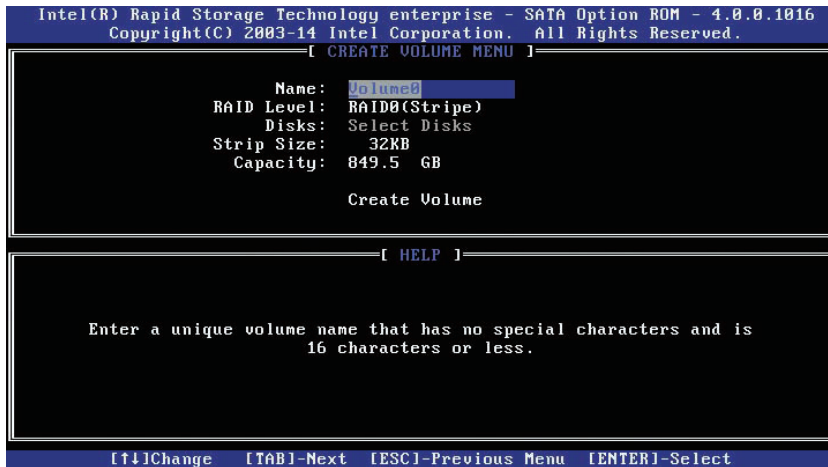 Intel(R) Rapid Storage Technology enterprise - SATA Option ROM - 4.0.0.1016
Copyright(C) 2003-14 Intel Corporation. All Rights Reserved.
[ CREATE VOLUME MENU ]
Name: Volume0
RAID Level: RAID0(Stripe)
Disks: Select Disks
Strip Size: 32KB
Capacity: 849.5 GB
Create Volume
[ HELP ]
Enter a unique volume name that has no special characters and is
16 characters or less.
[↑↓]Change [TAB]-Next [ESC]-Previous Menu [ENTER]-Select